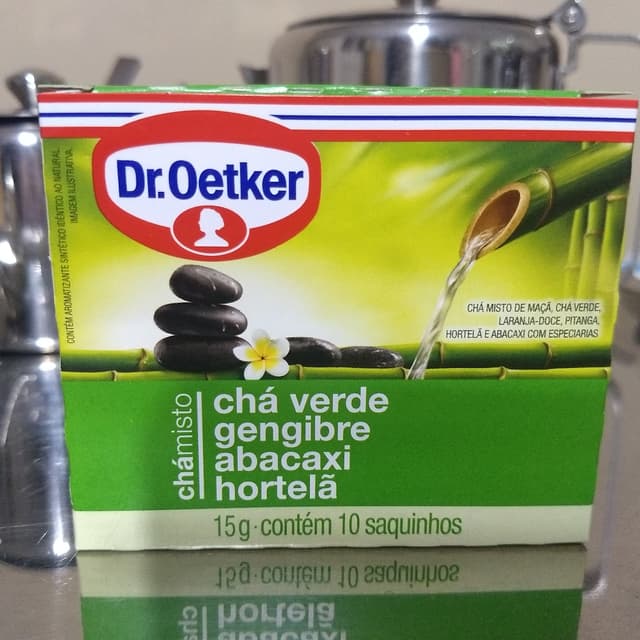 Dr.Oetker
CONTÉM AROMATIZANTE SINTÉTICO IDÊNTICO AO NATURAL.
IMAGEM ILUSTRATIVA.
CHÁ MISTO DE MAÇÃ, CHÁ VERDE,
LARANJA-DOCE, PITANGA,
HORTELÃ E ABACAXI COM ESPECIARIAS
chámisto
chá verde
gengibre
abacaxi
hortelã
15g·contém 10 saquinhos